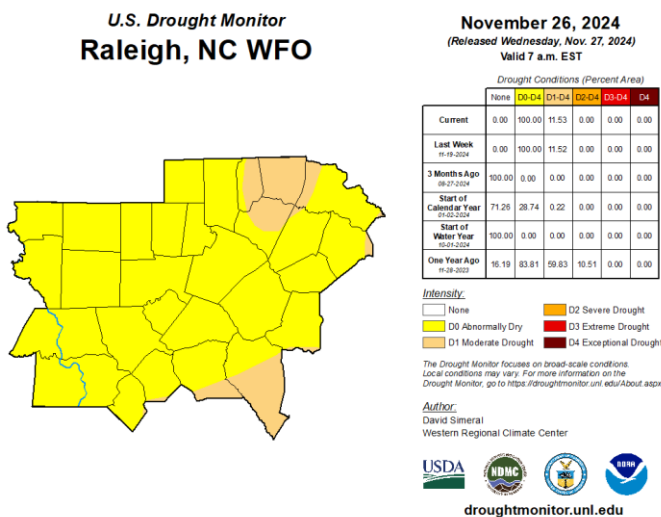 U.S. Drought Monitor
Raleigh, NC WFO
November 26, 2024
(Released Wednesday, Nov. 27, 2024)
Valid 7 a.m. EST
Drought Conditions (Percent Area)
None D0-D4 D1-D4 D2-D4 D3-D4 D4
Current 0.00 100.00 11.53 0.00 0.00 0.00
Last Week 11-19-2024 0.00 100.00 11.52 0.00 0.00 0.00
3 Months Ago 08-27-2024 100.00 0.00 0.00 0.00 0.00 0.00
Start of Calendar Year 01-02-2024 71.26 28.74 0.22 0.00 0.00 0.00
Start of Water Year 10-01-2024 100.00 0.00 0.00 0.00 0.00 0.00
One Year Ago 11-28-2023 16.19 83.81 59.83 10.51 0.00 0.00
Intensity:
None
D0 Abnormally Dry
D1 Moderate Drought
D2 Severe Drought
D3 Extreme Drought
D4 Exceptional Drought
The Drought Monitor focuses on broad-scale conditions.
Local conditions may vary. For more information on the
Drought Monitor, go to https://droughtmonitor.unl.edu/About.aspx
Author:
David Simeral
Western Regional Climate Center
USDA
NDMC
NOAA
droughtmonitor.unl.edu